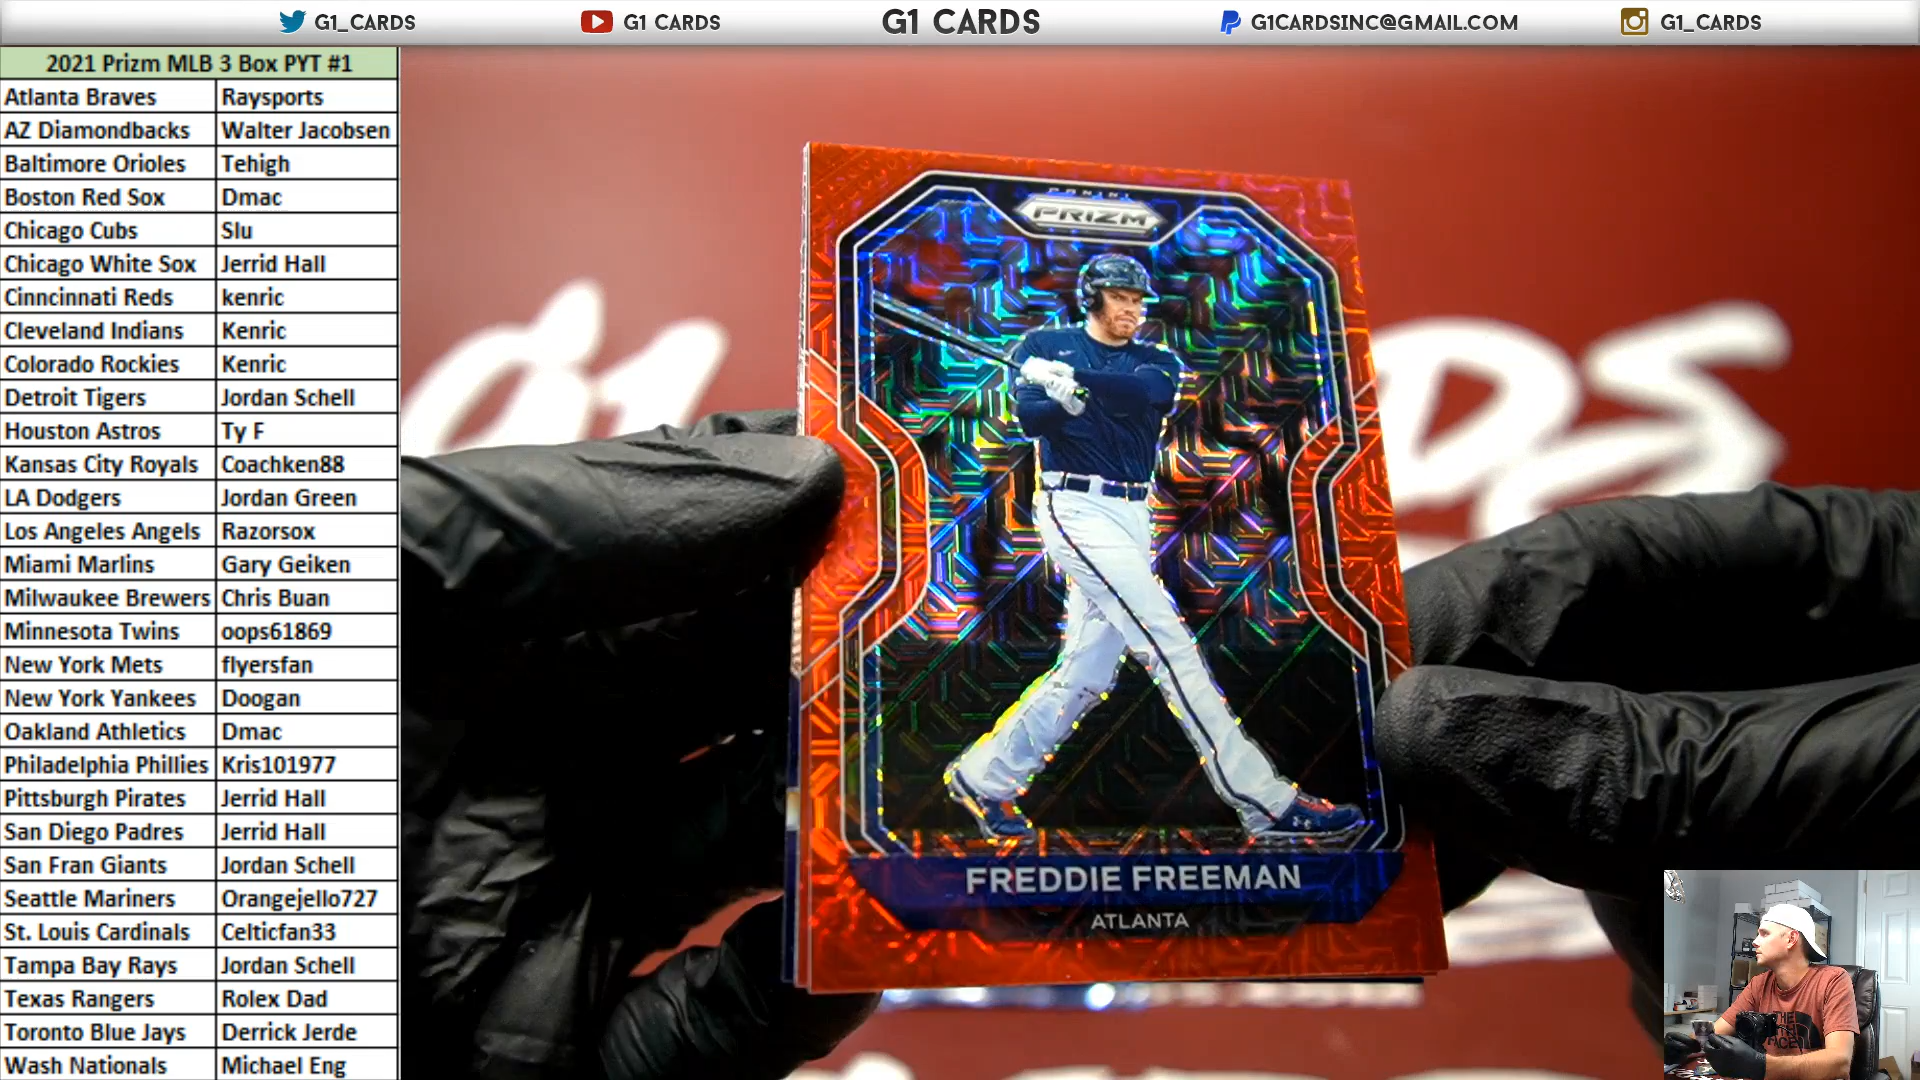 G1_CARDS G1 CARDS G1 CARDS G1CARDSINC@GMAIL.COM G1_CARDS
2021 Prizm MLB 3 Box PYT #1
Atlanta Braves Raysports
AZ Diamondbacks Walter Jacobsen
Baltimore Orioles Tehigh
Boston Red Sox Dmac
Chicago Cubs Slu
Chicago White Sox Jerrid Hall
Cinncinnati Reds kenric
Cleveland Indians Kenric
Colorado Rockies Kenric
Detroit Tigers Jordan Schell
Houston Astros Ty F
Kansas City Royals Coachken88
LA Dodgers Jordan Green
Los Angeles Angels Razorsox
Miami Marlins Gary Geiken
Milwaukee Brewers Chris Buan
Minnesota Twins oops61869
New York Mets flyersfan
New York Yankees Doogan
Oakland Athletics Dmac
Philadelphia Phillies Kris101977
Pittsburgh Pirates Jerrid Hall
San Diego Padres Jerrid Hall
San Fran Giants Jordan Schell
Seattle Mariners Orangejello727
St. Louis Cardinals Celticfan33
Tampa Bay Rays Jordan Schell
Texas Rangers Rolex Dad
Toronto Blue Jays Derrick Jerde
Wash Nationals Michael Eng
PANINI
PRIZM
FREDDIE FREEMAN
ATLANTA
G1 CARDS
THE